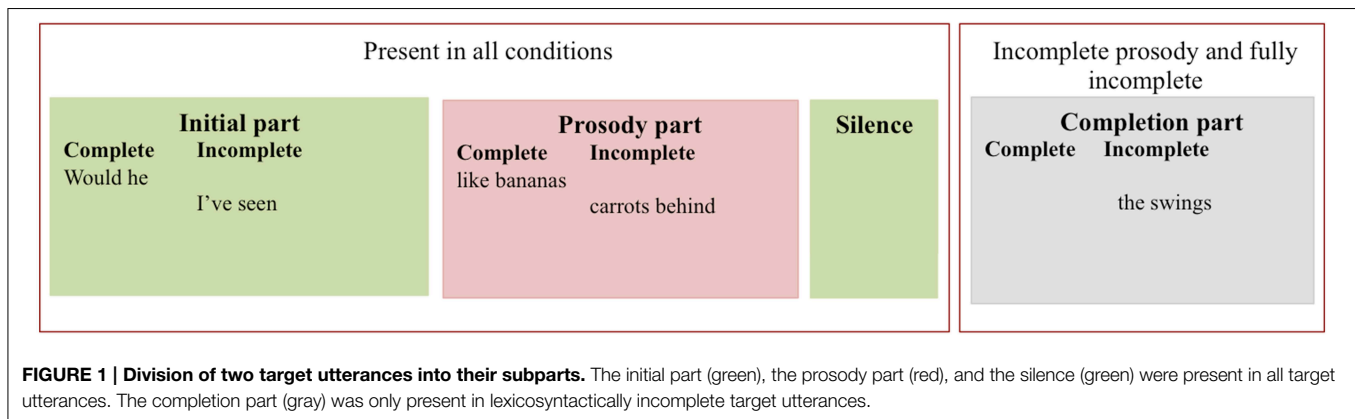 Present in all conditions
Incomplete prosody and fully
incomplete
Initial part
Complete Incomplete
Would he
I've seen
Prosody part
Complete Incomplete
like bananas
carrots behind
Silence
Completion part
Complete Incomplete
the swings
FIGURE 1 | Division of two target utterances into their subparts. The initial part (green), the prosody part (red), and the silence (green) were present in all target
utterances. The completion part (gray) was only present in lexicosyntactically incomplete target utterances.